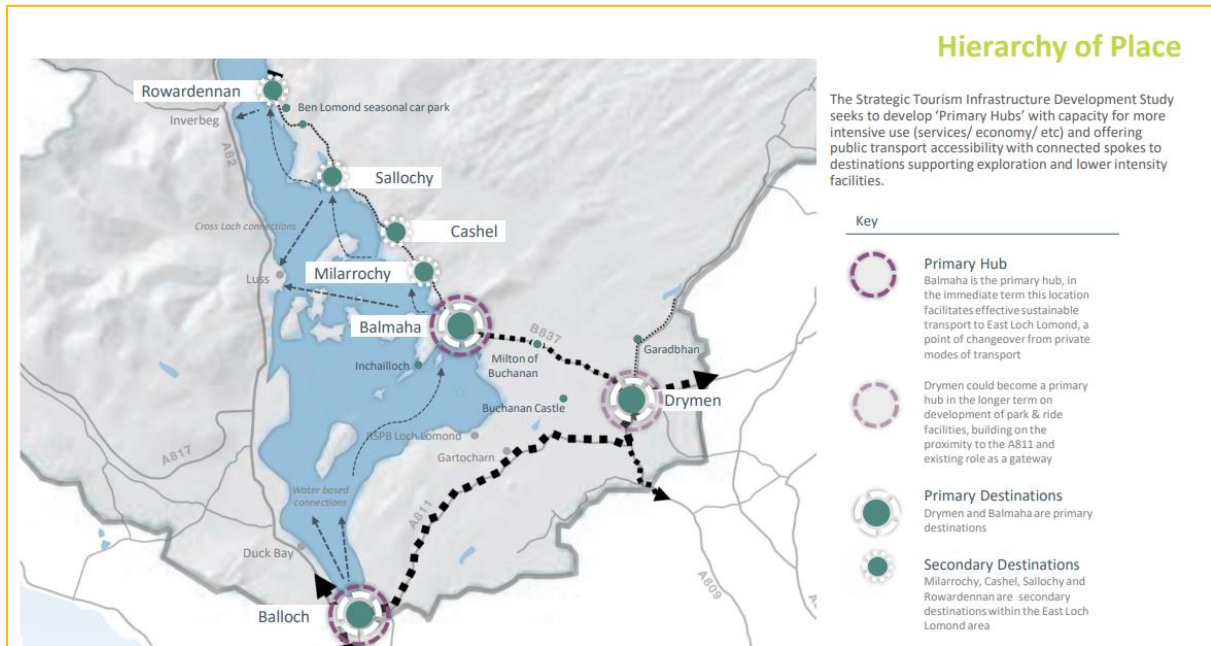 Hierarchy of Place
The Strategic Tourism Infrastructure Development Study
seeks to develop ‘Primary Hubs’ with capacity for more
intensive use (services/ economy/ etc) and offering
public transport accessibility with connected spokes to
destinations supporting exploration and lower intensity
facilities.
Key
Primary Hub
Balmaha is the primary hub, in
the immediate term this location
facilitates effective sustainable
transport to East Loch Lomond, a
point of changeover from private
modes of transport
Drymen could become a primary
hub in the longer term on
development of park & ride
facilities, building on the
proximity to the A811 and
existing role as a gateway
Primary Destinations
Drymen and Balmaha are primary
destinations
Secondary Destinations
Milarrochy, Cashel, Sallochy and
Rowardennan are secondary
destinations within the East Loch
Lomond area
Rowardennan
Ben Lomond seasonal car park
Inverbeg
A82
Sallochy
Cross Loch connections
Cashel
Luss
Milarrochy
Balmaha
B837
Garadbhan
Milton of
Buchanan
Inchailloch
Drymen
Buchanan Castle
RSPB Loch Lomond
Gartocharn
A817
Water based
connections
A811
Duck Bay
A809
Balloch